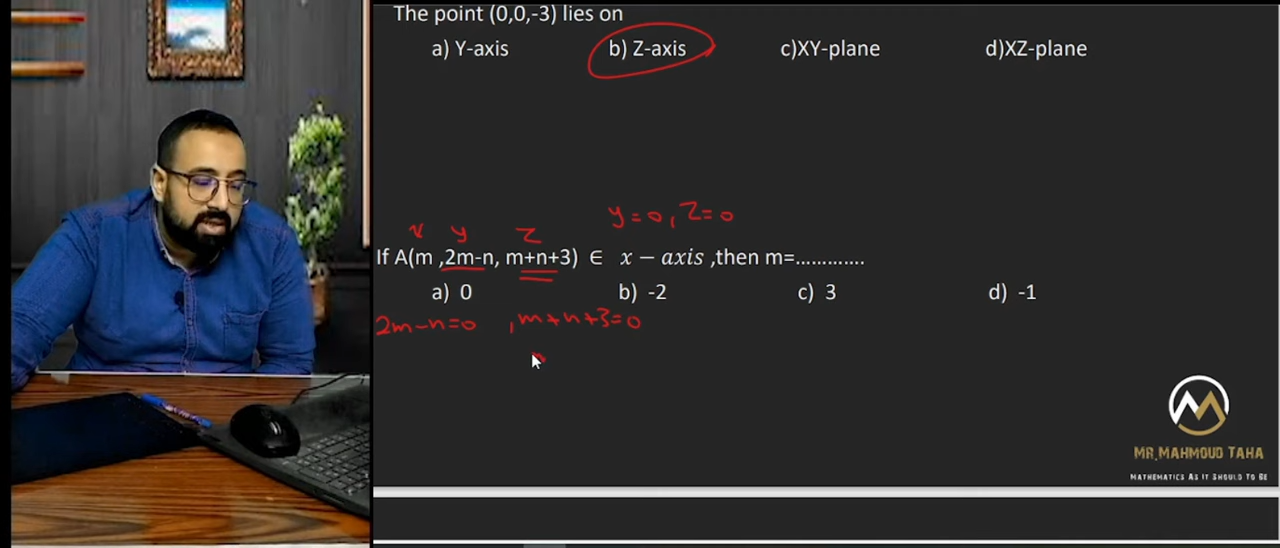 The point (0,0,-3) lies on
a) Y-axis b) Z-axis c)XY-plane d)XZ-plane
y=0, Z=0
x y Z
If A(m ,2m-n, m+n+3) ∈ x − axis ,then m=………….
a) 0 b) -2 c) 3 d) -1
2m-n=0 , m+n+3=0
MR.MAHMOUD TAHA
MATHEMATICS AS IT SHOULD TO BE